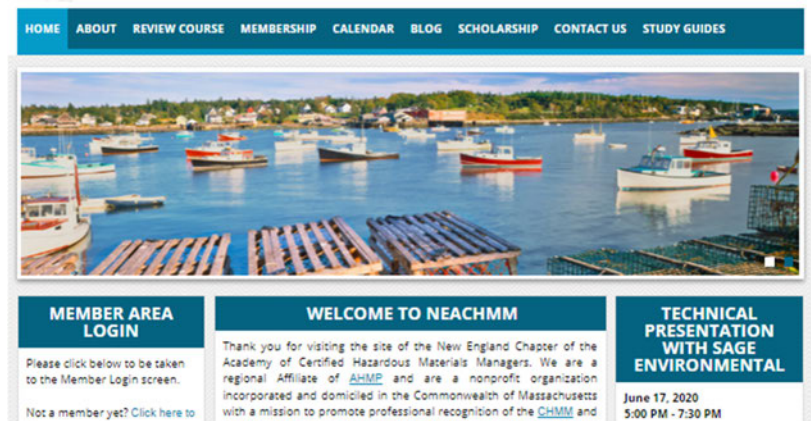 HOME ABOUT REVIEW COURSE MEMBERSHIP CALENDAR BLOG SCHOLARSHIP CONTACT US STUDY GUIDES
MEMBER AREA
LOGIN
Please click below to be taken
to the Member Login screen.
Not a member yet? Click here to
WELCOME TO NEACHMM
Thank you for visiting the site of the New England Chapter of the
Academy of Certified Hazardous Materials Managers. We are a
regional Affiliate of AHMP and are a nonprofit organization
incorporated and domiciled in the Commonwealth of Massachusetts
with a mission to promote professional recognition of the CHMM and
TECHNICAL
PRESENTATION
WITH SAGE
ENVIRONMENTAL
June 17, 2020
5:00 PM - 7:30 PM